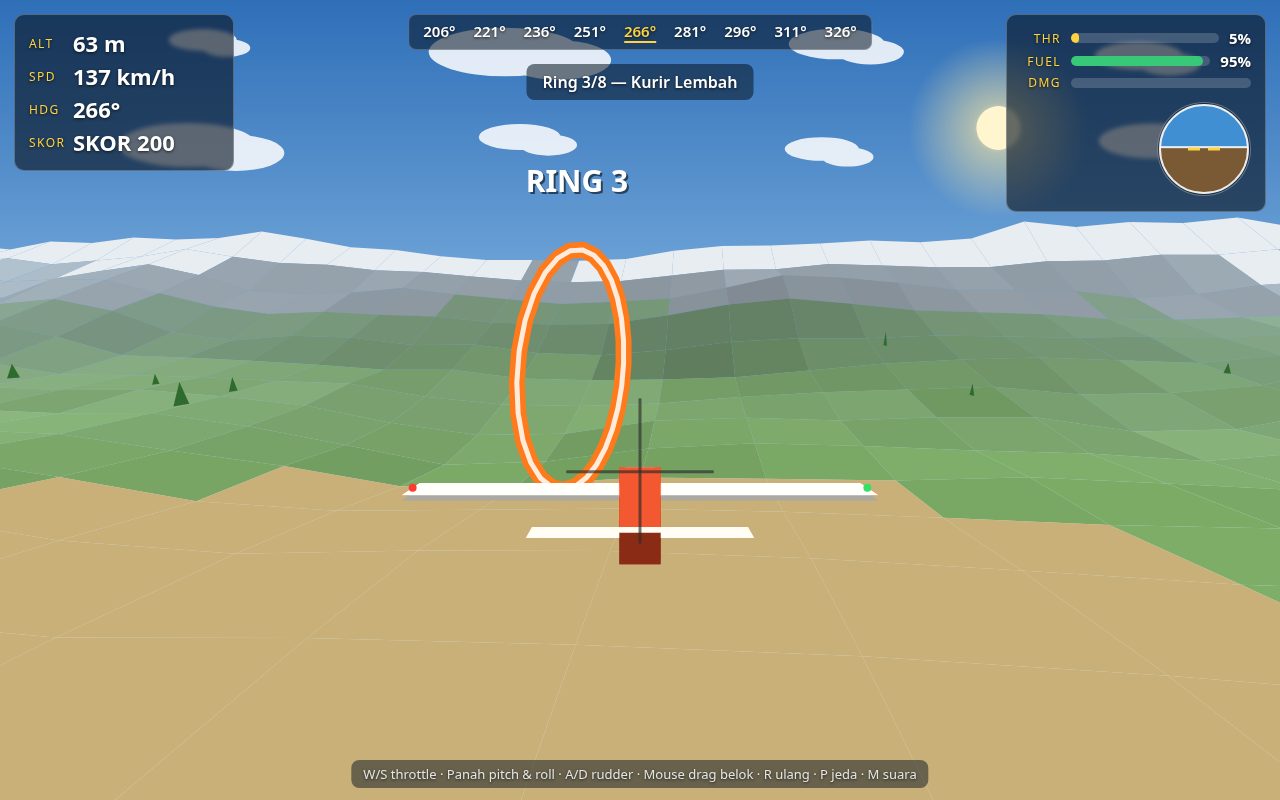 ALT 63 m
SPD 137 km/h
HDG 266°
SKOR SKOR 200
206° 221° 236° 251° 266° 281° 296° 311° 326°
Ring 3/8 — Kurir Lembah
THR 5%
FUEL 95%
DMG
RING 3
W/S throttle · Panah pitch & roll · A/D rudder · Mouse drag belok · R ulang · P jeda · M suara